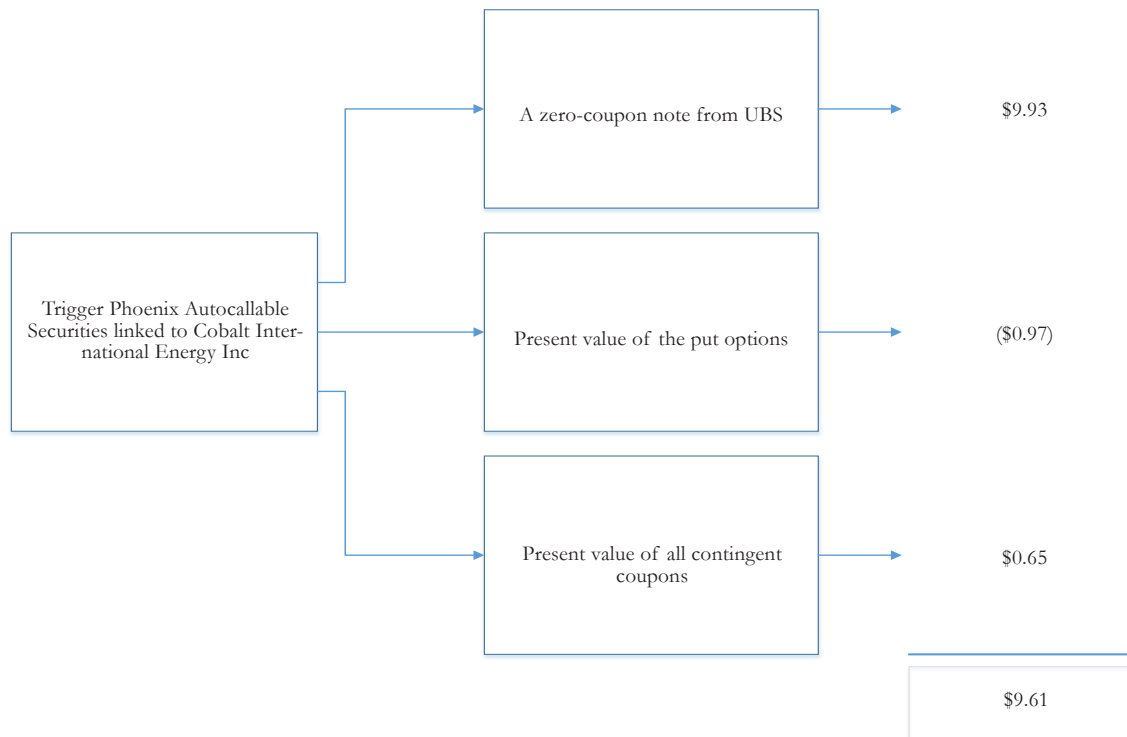 A zero-coupon note from UBS
$9.93
Trigger Phoenix Autocallable
Securities linked to Cobalt Inter-
national Energy Inc
Present value of the put options
($0.97)
Present value of all contingent
coupons
$0.65
$9.61